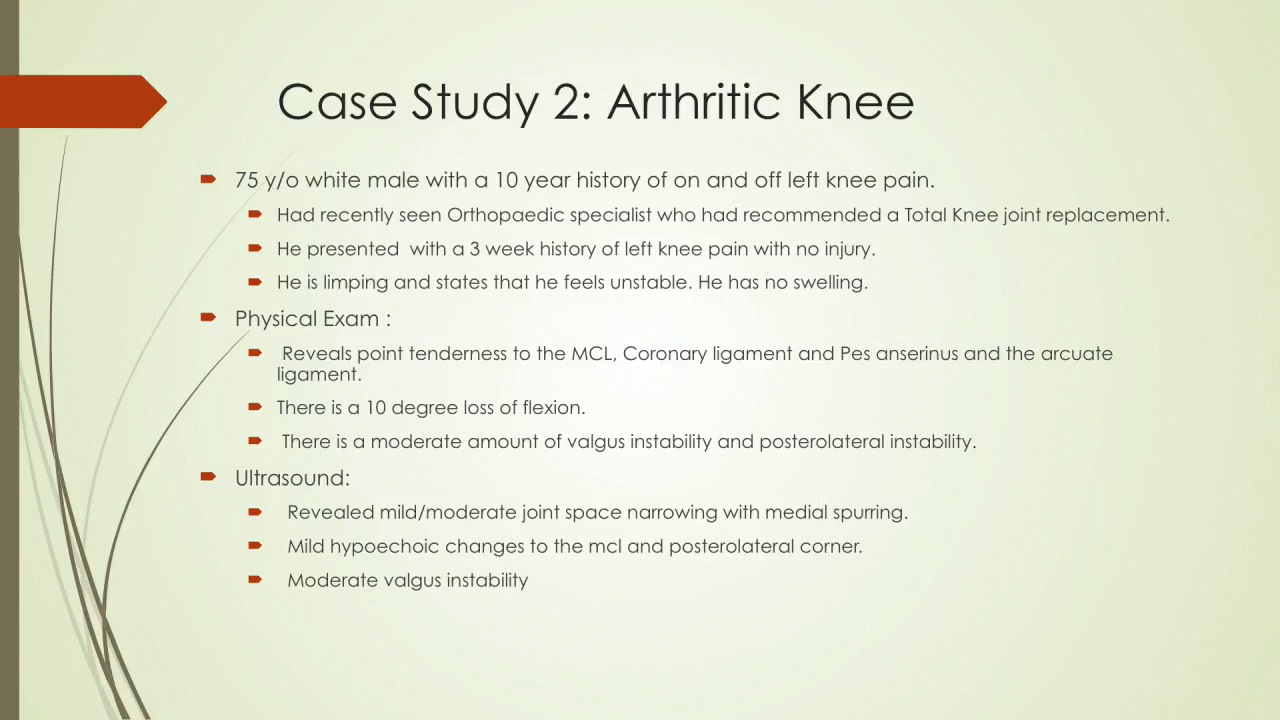 Case Study 2: Arthritic Knee
75 y/o white male with a 10 year history of on and off left knee pain.
Had recently seen Orthopaedic specialist who had recommended a Total Knee joint replacement.
He presented  with a 3 week history of left knee pain with no injury.
He is limping and states that he feels unstable. He has no swelling.
Physical Exam :
Reveals point tenderness to the MCL, Coronary ligament and Pes anserinus and the arcuate
ligament.
There is a 10 degree loss of flexion.
There is a moderate amount of valgus instability and posterolateral instability.
Ultrasound:
Revealed mild/moderate joint space narrowing with medial spurring.
Mild hypoechoic changes to the mcl and posterolateral corner.
Moderate valgus instability